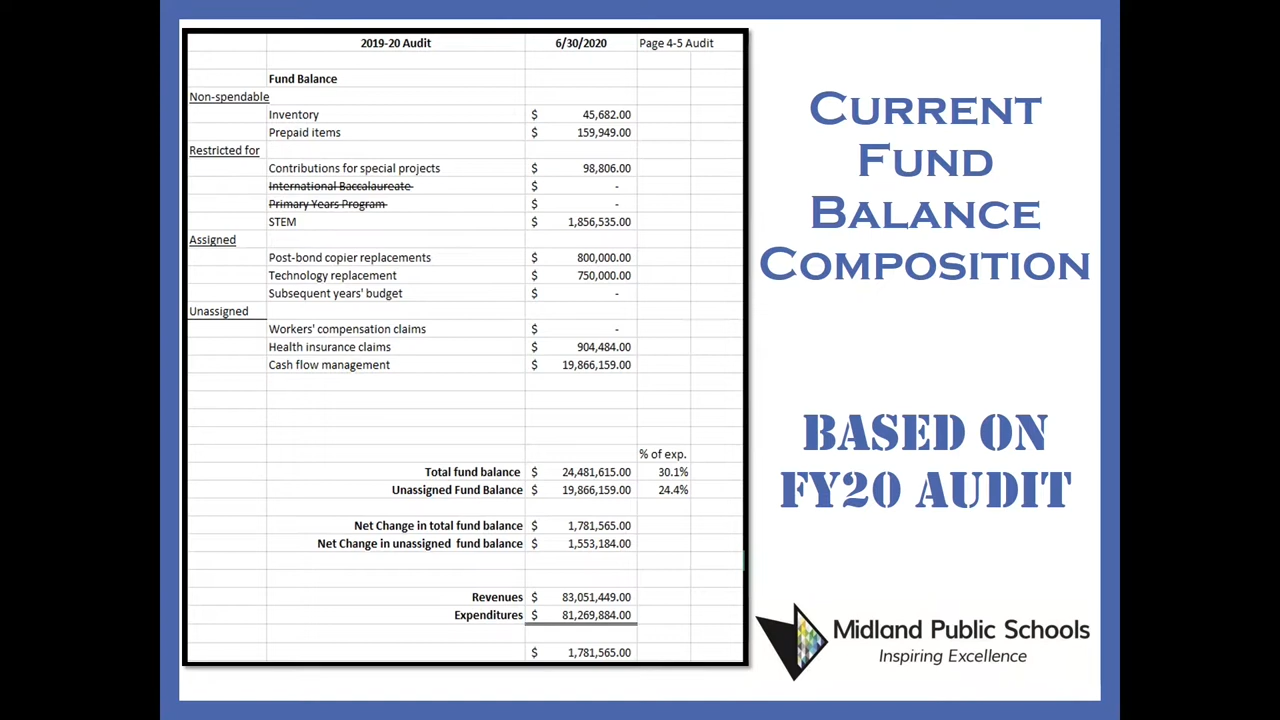 2019-20 Audit 6/30/2020 Page 4-5 Audit
Fund Balance
Non-spendable
Inventory $ 45,682.00
Prepaid items $ 159,949.00
Restricted for
Contributions for special projects $ 98,806.00
International Baccalaureate $ -
Primary Years Program $ -
STEM $ 1,856,535.00
Assigned
Post-bond copier replacements $ 800,000.00
Technology replacement $ 750,000.00
Subsequent years' budget $ -
Unassigned
Workers' compensation claims $ -
Health insurance claims $ 904,484.00
Cash flow management $ 19,866,159.00
% of exp.
Total fund balance $ 24,481,615.00 30.1%
Unassigned Fund Balance $ 19,866,159.00 24.4%
Net Change in total fund balance $ 1,781,565.00
Net Change in unassigned fund balance $ 1,553,184.00
Revenues $ 83,051,449.00
Expenditures $ 81,269,884.00
$ 1,781,565.00
CURRENT
FUND
BALANCE
COMPOSITION
BASED ON
FY20 AUDIT
Midland Public Schools
Inspiring Excellence